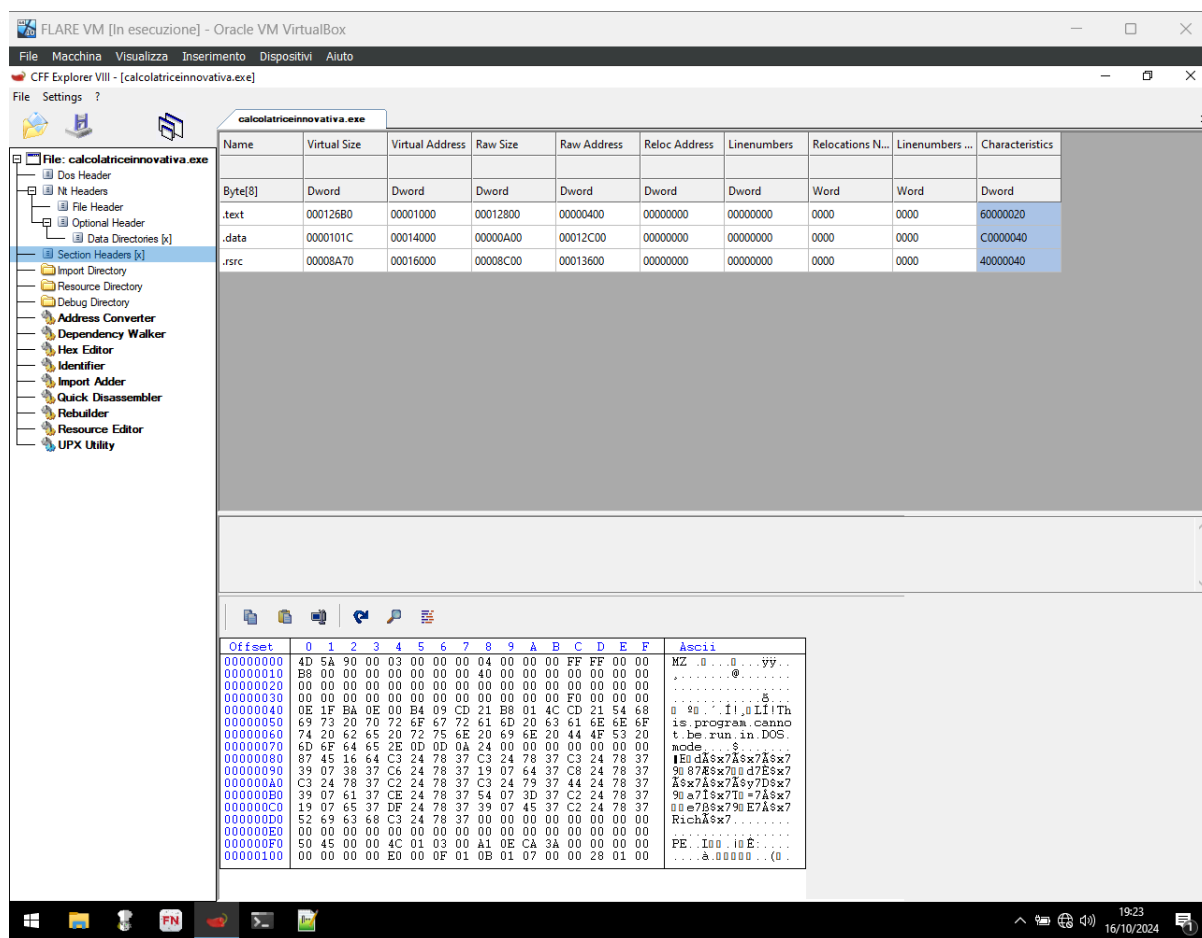 FLARE VM [In esecuzione] - Oracle VM VirtualBox
File Macchina Visualizza Inserimento Dispositivi Aiuto
CFF Explorer VIII - [calcolatriceinnovativa.exe]
File Settings ?
calcolatriceinnovativa.exe
File: calcolatriceinnovativa.exe
Dos Header
Nt Headers
File Header
Optional Header
Data Directories [x]
Section Headers [x]
Import Directory
Resource Directory
Debug Directory
Address Converter
Dependency Walker
Hex Editor
Identifier
Import Adder
Quick Disassembler
Rebuilder
Resource Editor
UPX Utility
Name Virtual Size Virtual Address Raw Size Raw Address Reloc Address Linenumbers Relocations N... Linenumbers ... Characteristics
Byte[8] Dword Dword Dword Dword Dword Dword Word Word Dword
.text 000126B0 00001000 00012800 00000400 00000000 00000000 0000 0000 60000020
.data 0000101C 00014000 00000A00 00012C00 00000000 00000000 0000 0000 C0000040
.rsrc 00008A70 00016000 00008C00 00013600 00000000 00000000 0000 0000 40000040
Offset 0 1 2 3 4 5 6 7 8 9 A B C D E F Ascii
00000000 4D 5A 90 00 03 00 00 00 04 00 00 00 FF FF 00 00 MZ
00000010 B8 00 00 00 00 00 00 00 40 00 00 00 00 00 00 00 ¸.......@.......
00000020 00 00 00 00 00 00 00 00 00 00 00 00 00 00 00 00 ................
00000030 00 00 00 00 00 00 00 00 00 00 00 00 F0 00 00 00 ............ð...
00000040 0E 1F BA 0E 00 B4 09 CD 21 B8 01 4C CD 21 54 68
00000050 69 73 20 70 72 6F 67 72 61 6D 20 63 61 6E 6E 6F is.program.canno
00000060 74 20 62 65 20 72 75 6E 20 69 6E 20 44 4F 53 20 t.be.run.in.DOS.
00000070 6D 6F 64 65 2E 0D 0D 0A 24 00 00 00 00 00 00 00 mode....$.......
00000080 87 45 16 64 C3 24 78 37 C3 24 78 37 C3 24 78 37
00000090 39 07 38 37 C6 24 78 37 19 07 64 37 C8 24 78 37
000000A0 C3 24 78 37 C2 24 78 37 C3 24 79 37 44 24 78 37
000000B0 39 07 61 37 CE 24 78 37 54 07 3D 37 C2 24 78 37
000000C0 19 07 65 37 DF 24 78 37 39 07 45 37 C2 24 78 37
000000D0 52 69 63 68 C3 24 78 37 00 00 00 00 00 00 00 00 RichÃ$x7........
000000E0 00 00 00 00 00 00 00 00 00 00 00 00 00 00 00 00 ................
000000F0 50 45 00 00 4C 01 03 00 A1 0E CA 3A 00 00 00 00
00000100 00 00 00 00 E0 00 0F 01 0B 01 07 00 00 28 01 00
FN
19:23
16/10/2024